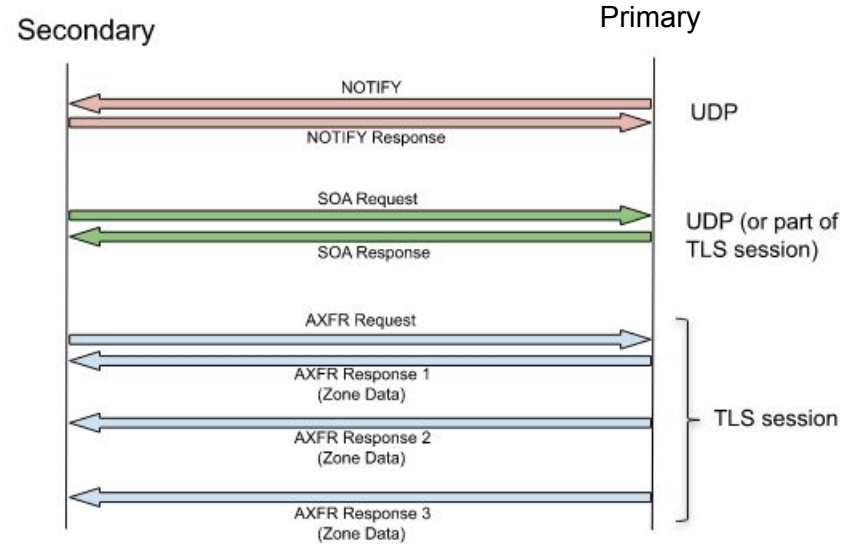 Secondary
Primary
NOTIFY
UDP
NOTIFY Response
SOA Request
UDP (or part of
TLS session)
SOA Response
AXFR Request
AXFR Response 1
(Zone Data)
TLS session
AXFR Response 2
(Zone Data)
AXFR Response 3
(Zone Data)